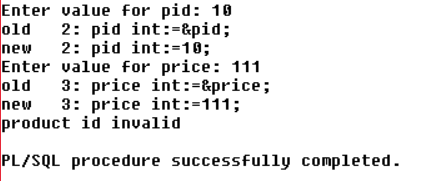 Enter value for pid: 10
old   2: pid int:=&pid;
new   2: pid int:=10;
Enter value for price: 111
old   3: price int:=&price;
new   3: price int:=111;
product id invalid
PL/SQL procedure successfully completed.